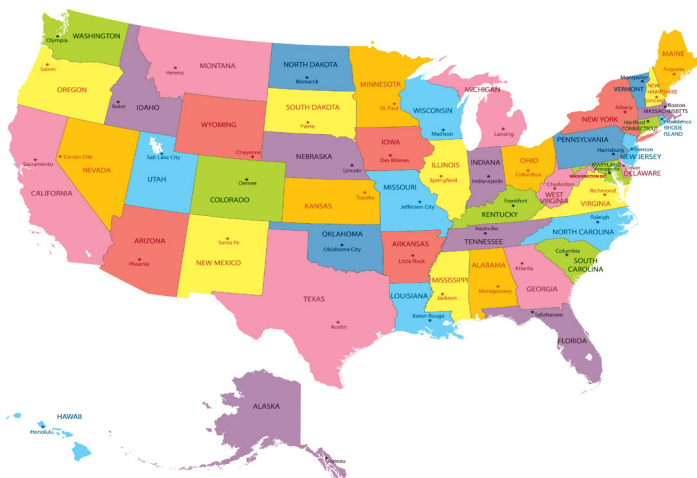 WASHINGTON
Olympia
Salem
OREGON
IDAHO
Boise
MONTANA
Helena
WYOMING
Cheyenne
NORTH DAKOTA
Bismarck
SOUTH DAKOTA
Pierre
NEBRASKA
Lincoln
MINNESOTA
St. Paul
WISCONSIN
Madison
MICHIGAN
Lansing
IOWA
Des Moines
Sacramento
CALIFORNIA
Carson City
NEVADA
Salt Lake City
UTAH
Denver
COLORADO
KANSAS
Topeka
MISSOURI
Jefferson City
ILLINOIS
Springfield
INDIANA
Indianapolis
OHIO
Columbus
MAINE
Augusta
Montpelier
VERMONT
NEW
HAMPSHIRE
Concord
Boston
MASSACHUSETTS
Albany
NEW YORK
Hartford
CONNECTICUT
Providence
RHODE
ISLAND
PENNSYLVANIA
Harrisburg
Trenton
NEW JERSEY
MARYLAND
Annapolis
Dover
DELAWARE
WASHINGTON DC
Charleston
WEST
VIRGINIA
Richmond
VIRGINIA
Frankfort
KENTUCKY
Nashville
TENNESSEE
Raleigh
NORTH CAROLINA
Columbia
SOUTH
CAROLINA
ARIZONA
Phoenix
Santa Fe
NEW MEXICO
OKLAHOMA
Oklahoma City
ARKANSAS
Little Rock
TEXAS
Austin
LOUISIANA
Baton Rouge
MISSISSIPPI
Jackson
ALABAMA
Montgomery
Atlanta
GEORGIA
Tallahassee
FLORIDA
ALASKA
Juneau
HAWAII
Honolulu